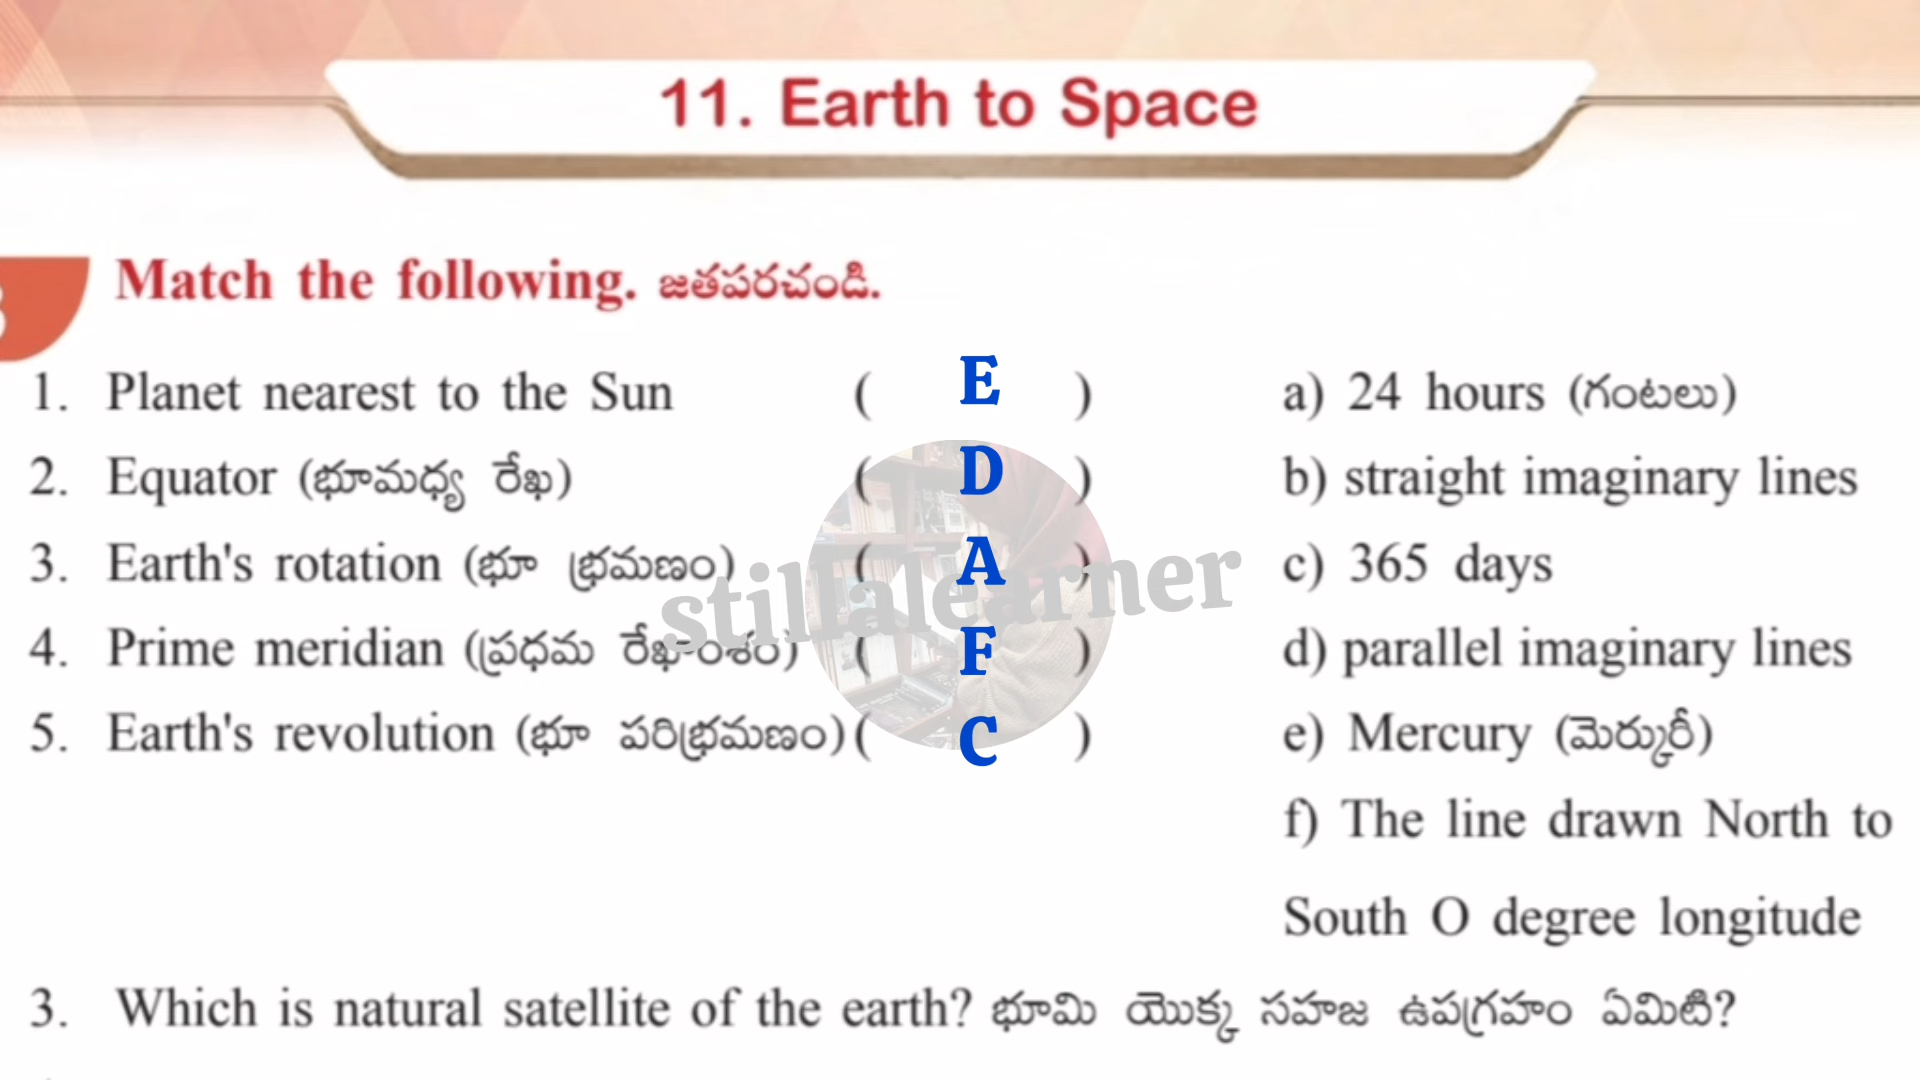 11. Earth to Space
Match the following. జతపరచండి.
1. Planet nearest to the Sun ( E ) a) 24 hours (గంటలు)
2. Equator (భూమధ్య రేఖ) ( D ) b) straight imaginary lines
3. Earth's rotation (భూ భ్రమణం) ( A ) c) 365 days
4. Prime meridian (ప్రధమ రేఖాంశం) ( F ) d) parallel imaginary lines
5. Earth's revolution (భూ పరిభ్రమణం) ( C ) e) Mercury (మెర్కురీ)
f) The line drawn North to
South O degree longitude
stillalearner
3. Which is natural satellite of the earth? భూమి యొక్క సహజ ఉపగ్రహం ఏమిటి?